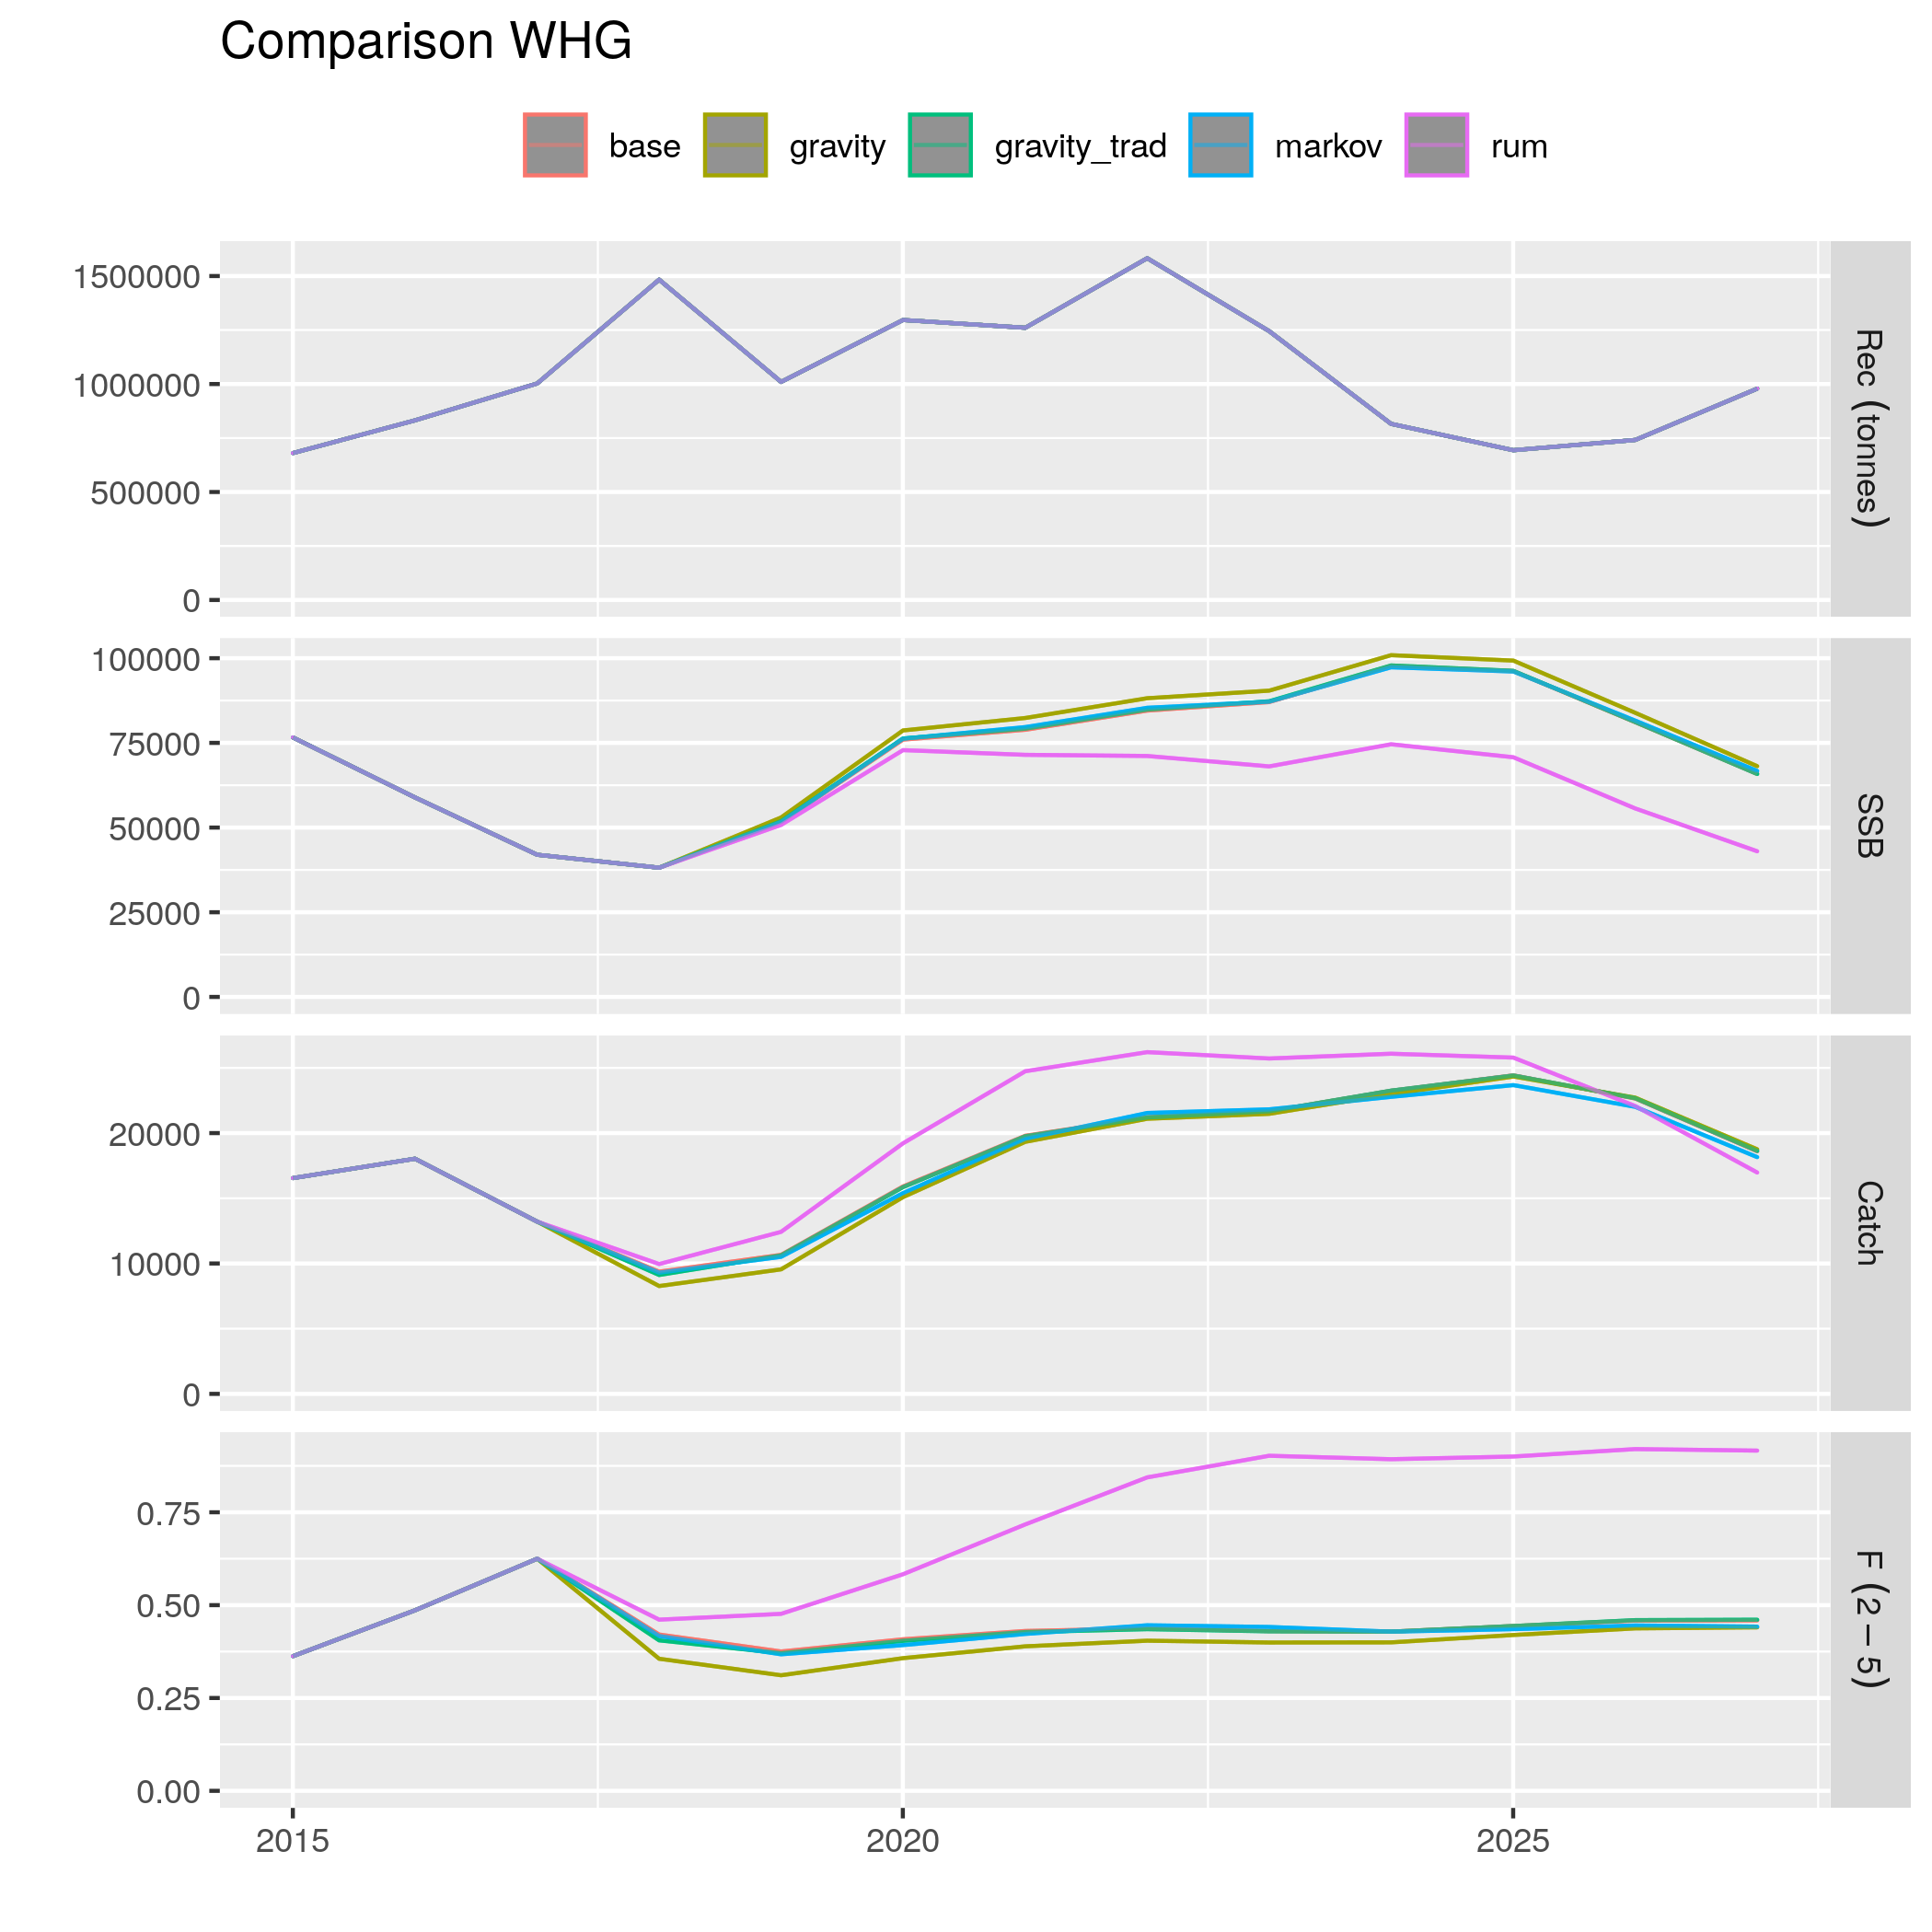 Comparison WHG
base gravity gravity_trad markov rum
1500000
1000000
500000
0
Rec (tonnes)
100000
75000
50000
25000
0
SSB
20000
10000
0
Catch
0.75
0.50
0.25
0.00
F (2 − 5)
2015 2020 2025